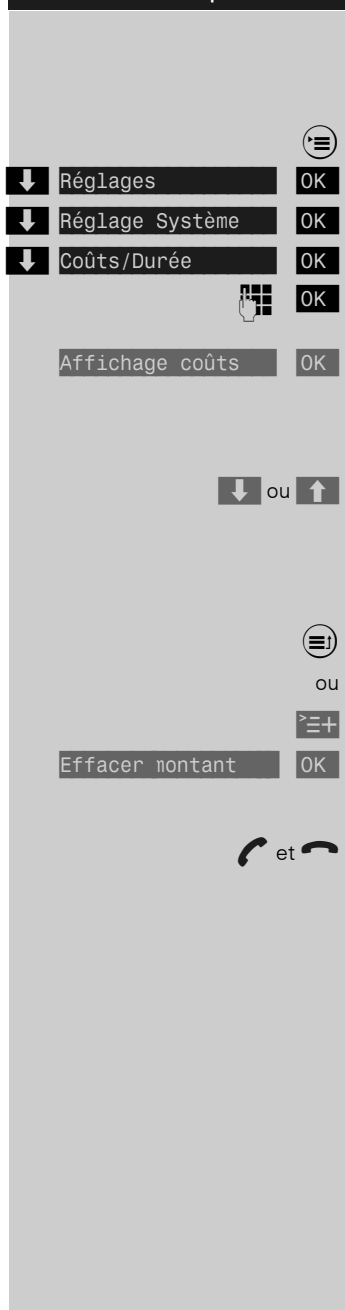 Réglages OK
Réglage Système OK
Coûts/Durée OK
OK
Affichage coûts OK
ou
ou
Effacer montant OK
et